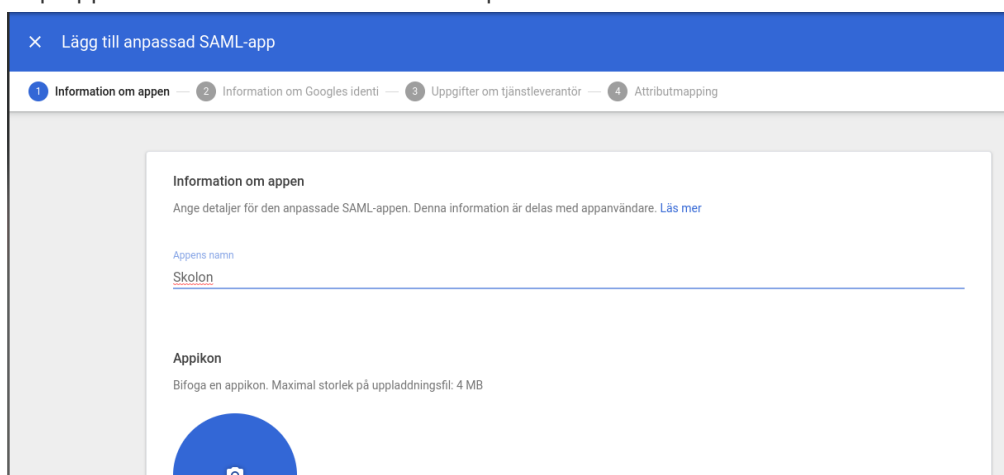 Lägg till anpassad SAML-app
1 Information om appen 2 Information om Googles identi 3 Uppgifter om tjänstleverantör 4 Attributmapping
Information om appen
Ange detaljer för den anpassade SAML-appen. Denna information är delas med appanvändare. Läs mer
Appens namn
Skolon
Appikon
Bifoga en appikon. Maximal storlek på uppladdningsfil: 4 MB